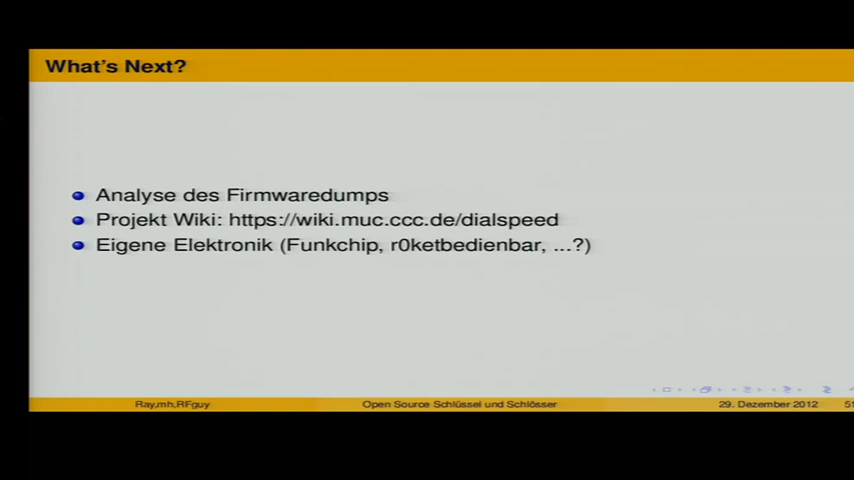 What's Next?
Analyse des Firmwaredumps
Projekt Wiki: https://wiki.muc.ccc.de/dialspeed
Eigene Elektronik (Funkchip, r0ketbedienbar, ...?)
Ray,mh,RFguy Open Source Schlüssel und Schlösser 29. Dezember 2012